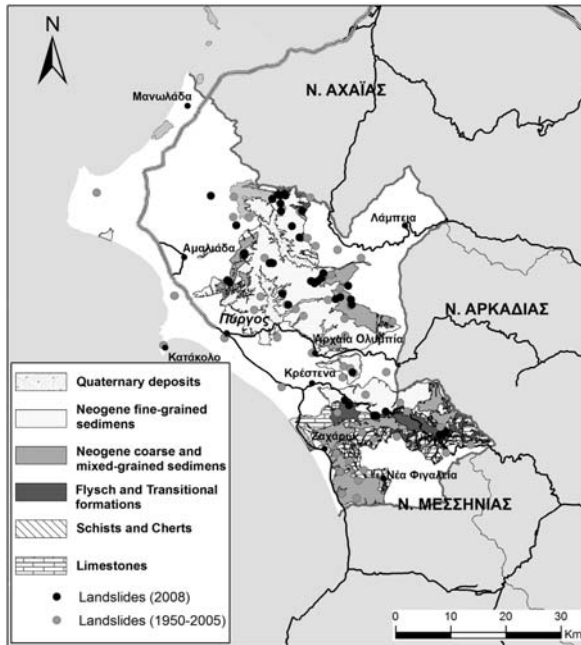 N
Μανωλάδα
Ν. ΑΧΑΪΑΣ
Λάμπεια
Αμαλιάδα
Ν. ΑΡΚΑΔΙΑΣ
Πύργος
Αρχαία Ολυμπία
Κατάκολο
Κρέστενα
Ζαχάρω
Νέα Φιγαλεία
Ν. ΜΕΣΣΗΝΙΑΣ
Quaternary deposits
Neogene fine-grained
sedimens
Neogene coarse and
mixed-grained sedimens
Flysch and Transitional
formations
Schists and Cherts
Limestones
Landslides (2008)
Landslides (1950-2005)
0 10 20 30
Km